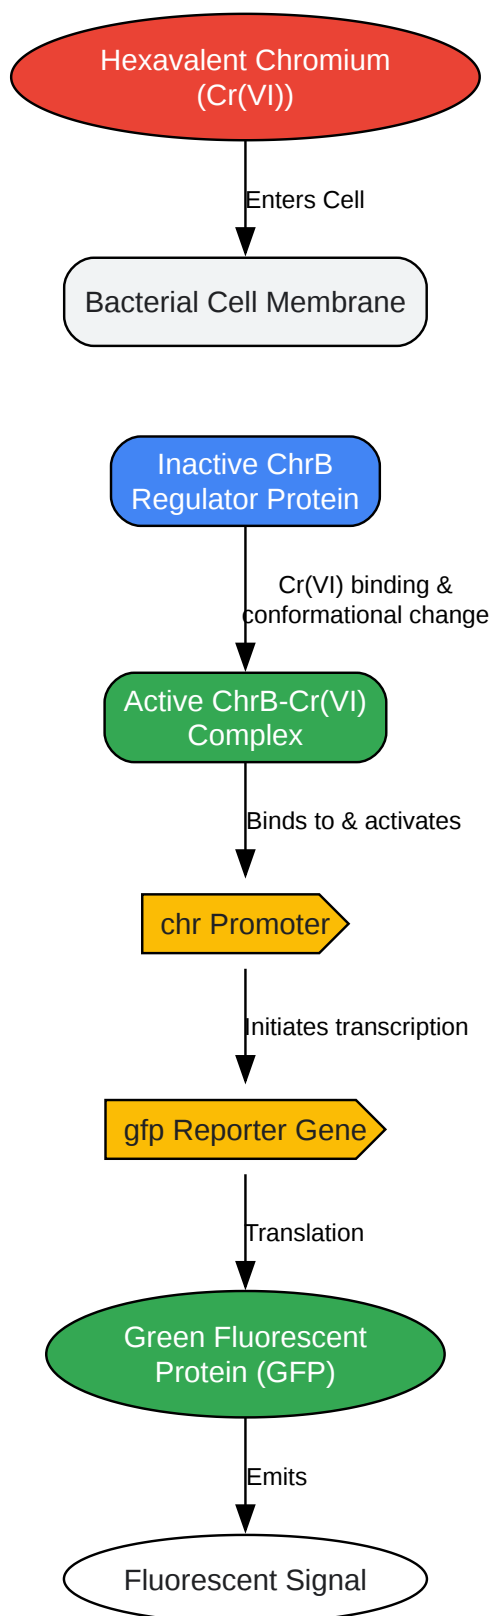 Hexavalent Chromium
(Cr(VI))
Enters Cell
Bacterial Cell Membrane
Inactive ChrB
Regulator Protein
Cr(VI) binding &
conformational change
Active ChrB-Cr(VI)
Complex
Binds to & activates
chr Promoter
Initiates transcription
gfp Reporter Gene
Translation
Green Fluorescent
Protein (GFP)
Emits
Fluorescent Signal